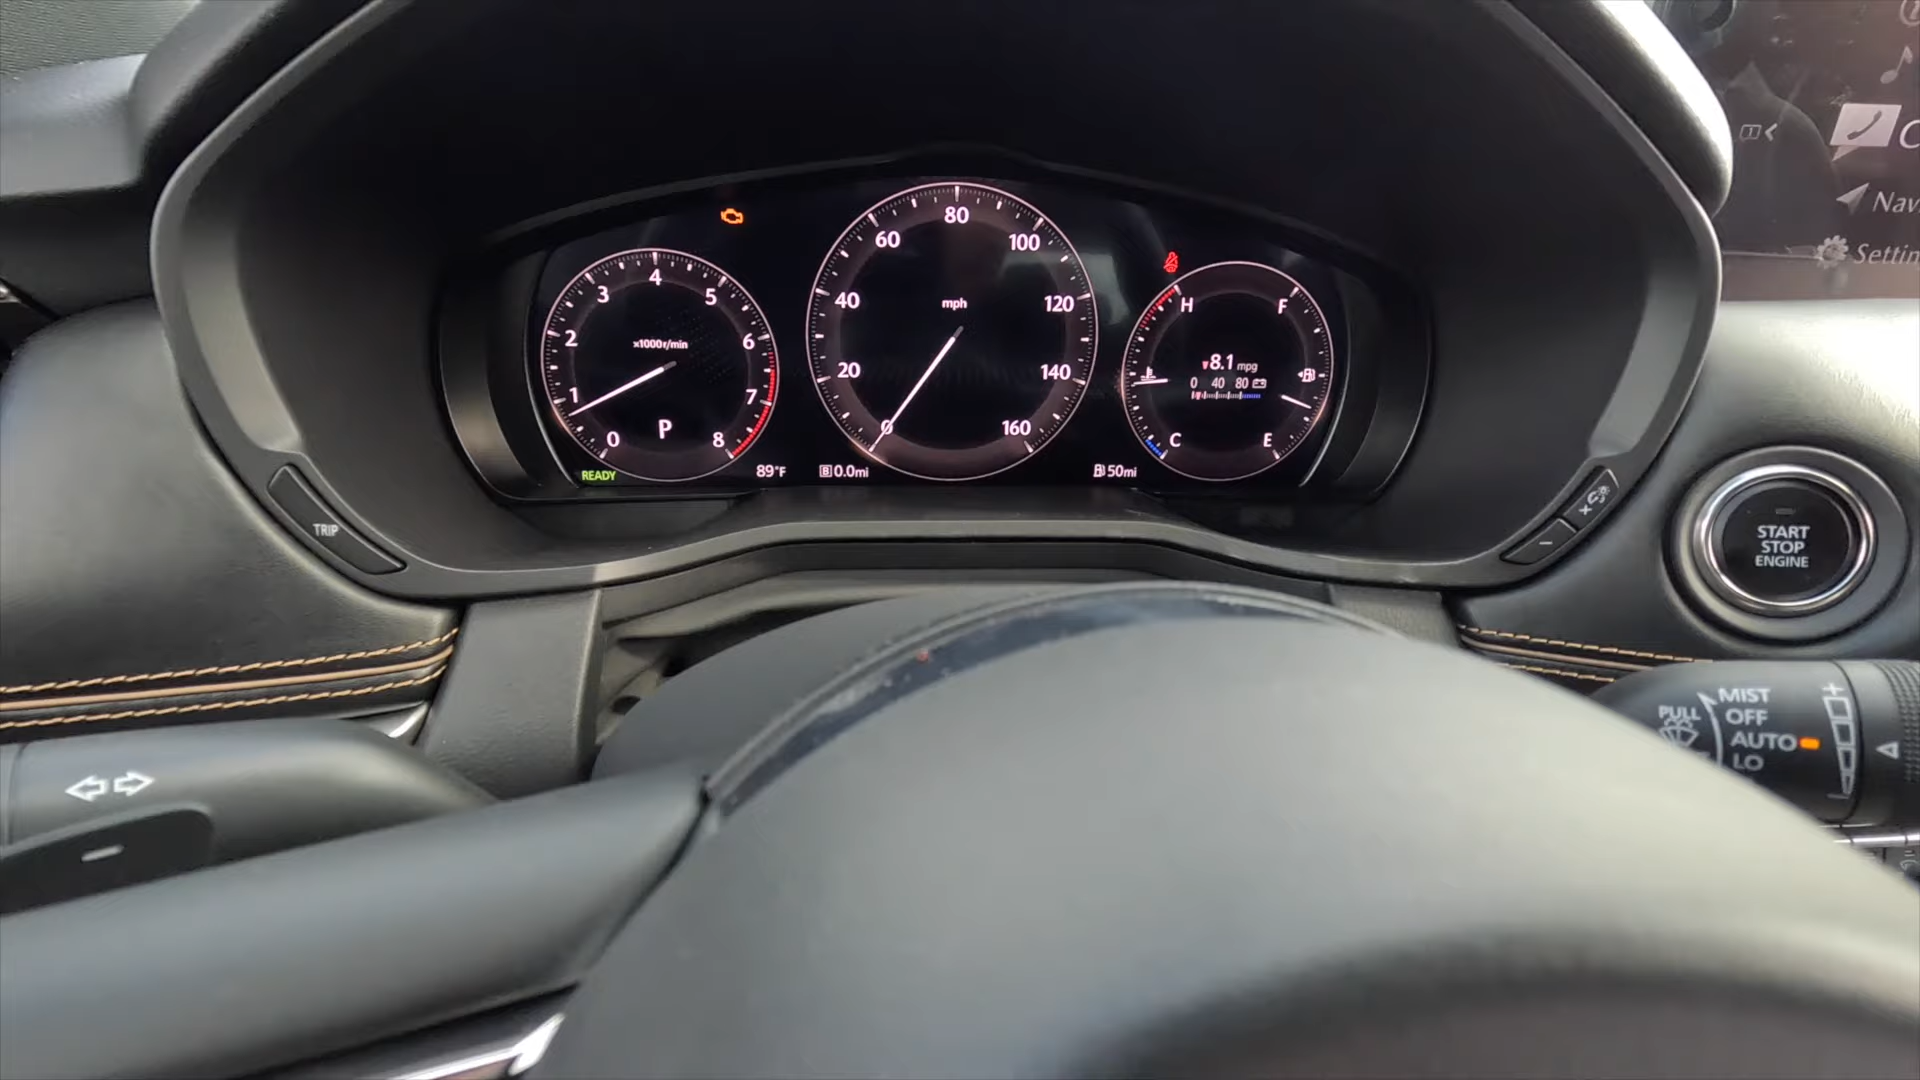 0
1
2
3
4
5
6
7
8
x1000r/min
P
READY
89°F
0
20
40
60
80
100
120
140
160
mph
B 0.0mi
50mi
H
F
C
E
8.1 mpg
0 40 80
TRIP
START
STOP
ENGINE
Nav
Settin
PULL
MIST
OFF
AUTO
LO